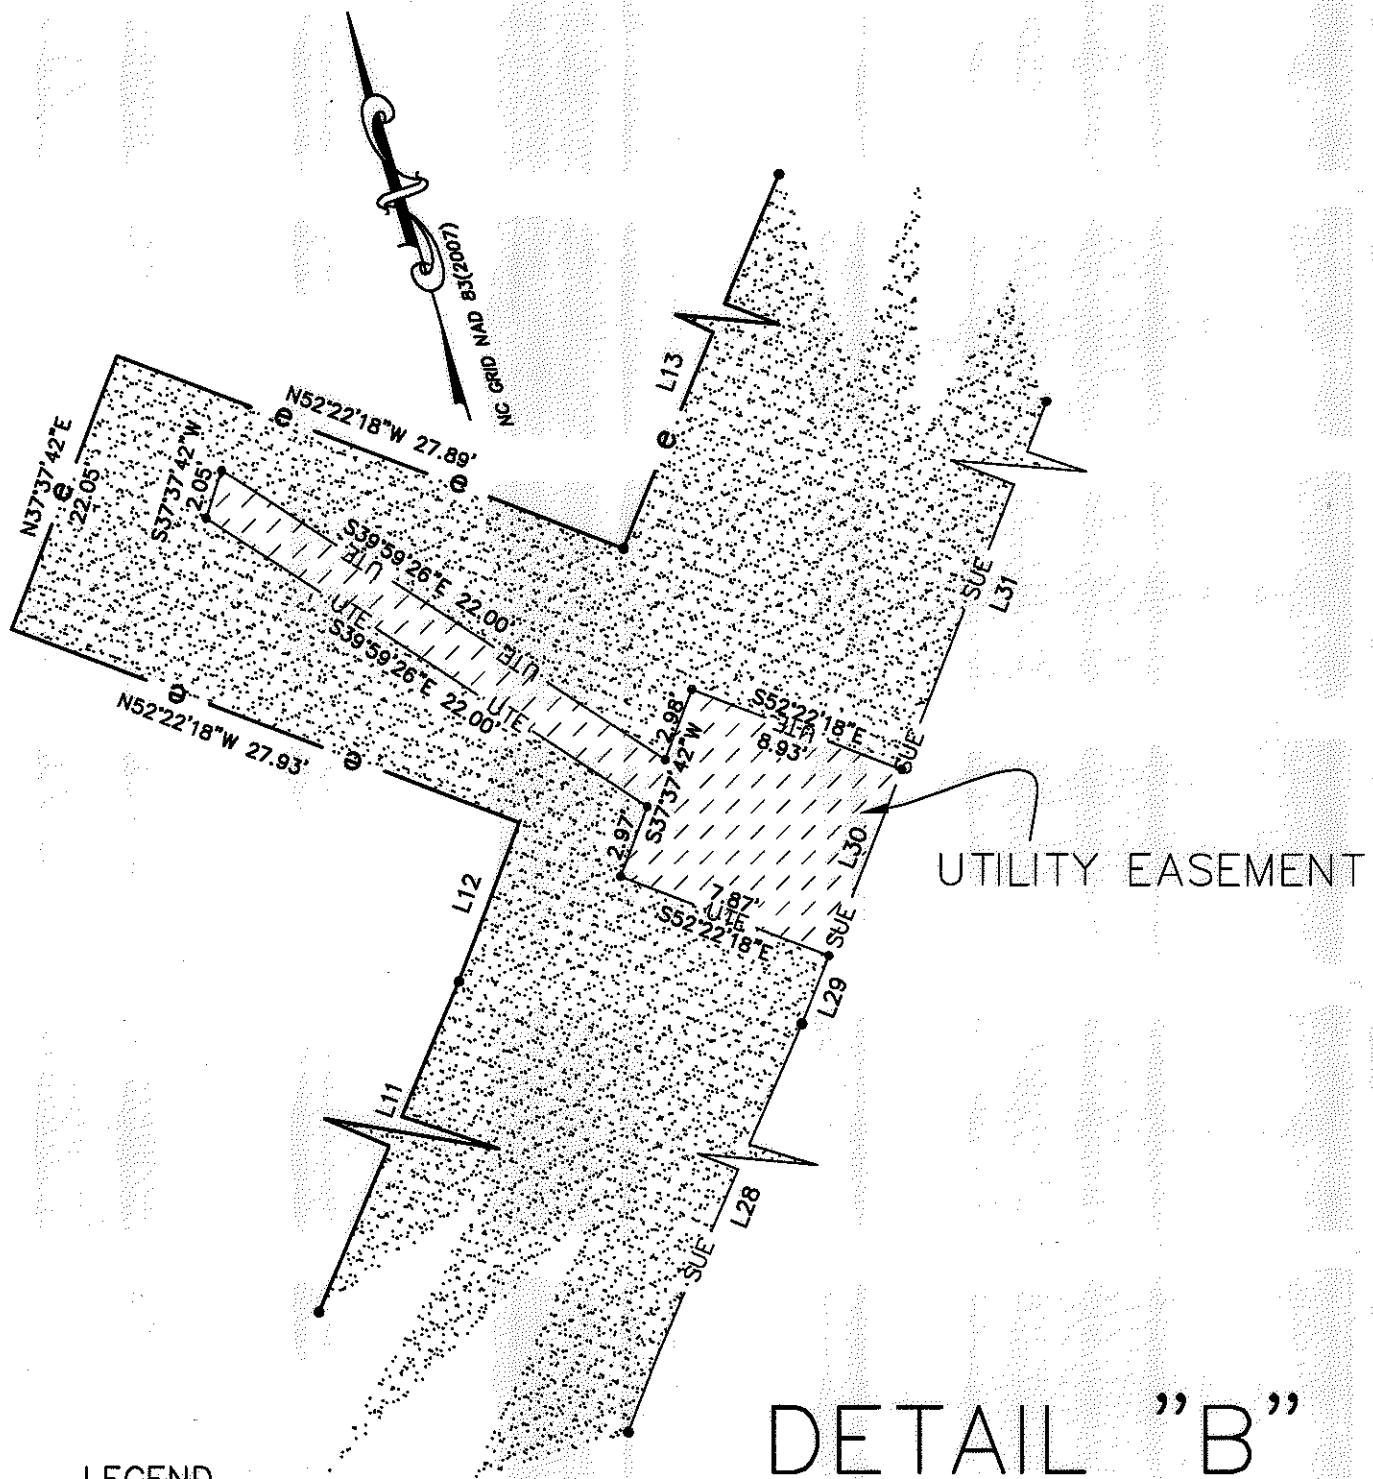 NC GRID NAD 83(2007)
L13
N52°22'18"W 27.89'
e
e
e
N37°37'42"E
22.05'
e
S37°37'42"W
2.05'
S39°59'26"E 22.00'
UTE
UTE
UTE
S39°59'26"E 22.00'
UTE
SUE
L31
N52°22'18"W 27.93'
e
e
2.98'
S37°37'42"W
2.97'
S52°22'18"E
UTE
8.93'
SUE
L30
UTILITY EASEMENT
L12
7.87'
UTE
S52°22'18"E
SUE
L29
L11
L28
SUE
DETAIL "B"
LEGEND